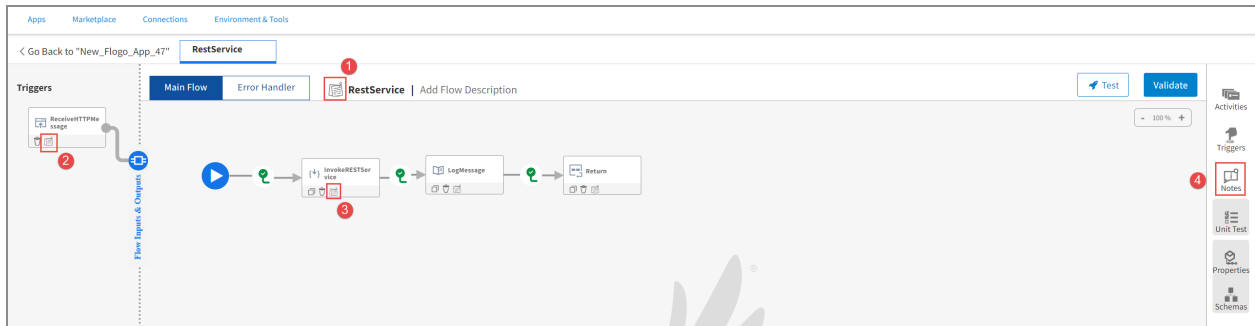 Apps Marketplace Connections Environment & Tools
< Go Back to "New_Flogo_App_47" RestService
1
Triggers
Main Flow Error Handler RestService | Add Flow Description Test Validate
Activities
- 100 % +
ReceiveHTTPMe
ssage
2
Triggers
Flow Inputs & Outputs
InvokeRESTSer
vice
3
LogMessage
Return
4
Notes
Unit Test
®
Properties
Schemas